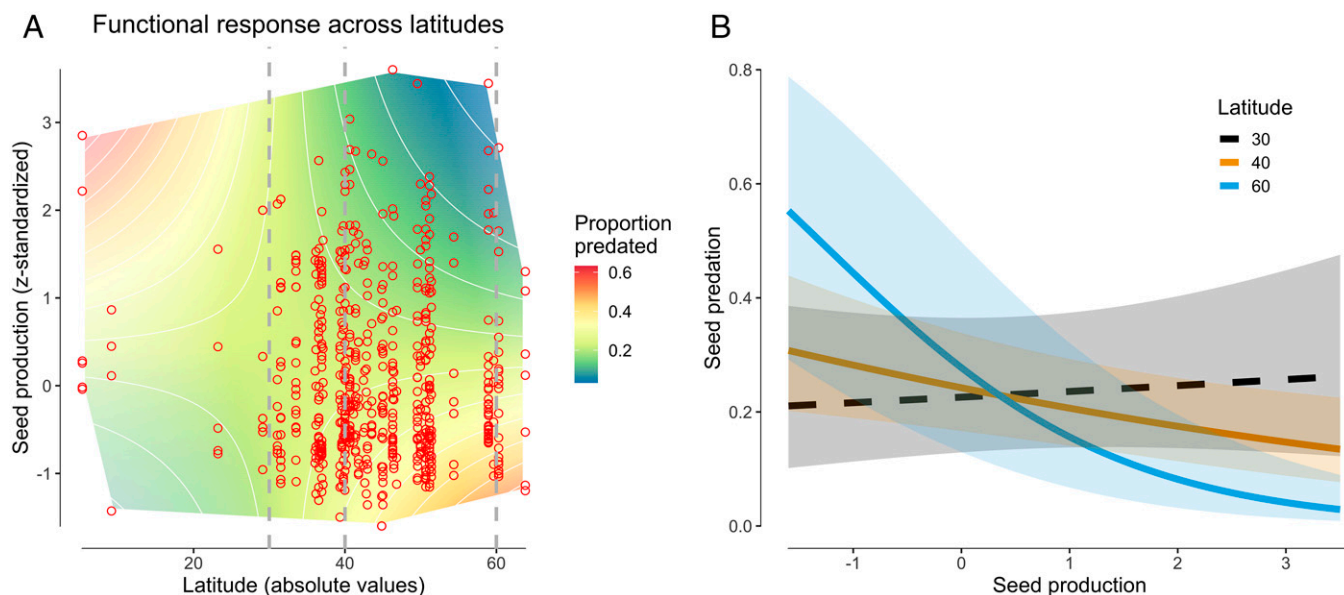 A
Functional response across latitudes
Seed production (z-standardized)
3
2
1
0
-1
20
40
60
Latitude (absolute values)
Proportion
predated
0.6
0.4
0.2
B
Seed predation
0.8
0.6
0.4
0.2
0.0
-1
0
1
2
3
Seed production
Latitude
30
40
60